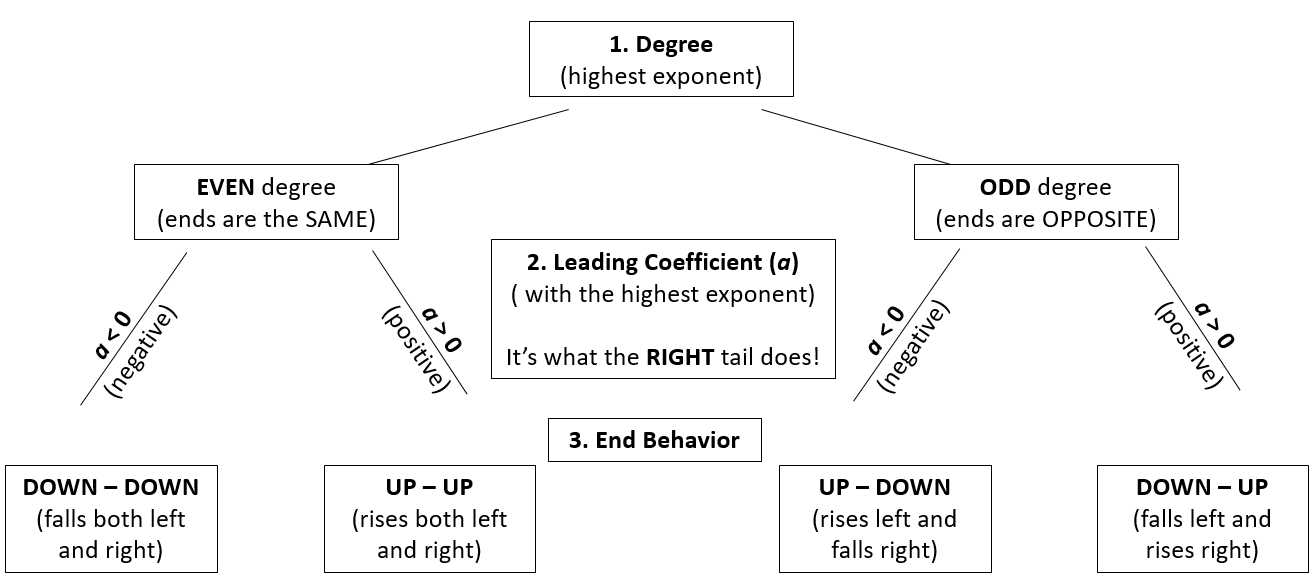 1. Degree
(highest exponent)
EVEN degree
(ends are the SAME)
ODD degree
(ends are OPPOSITE)
2. Leading Coefficient (a)
( with the highest exponent)
It’s what the RIGHT tail does!
a < 0
(negative)
a > 0
(positive)
a < 0
(negative)
a > 0
(positive)
3. End Behavior
DOWN – DOWN
(falls both left
and right)
UP – UP
(rises both left
and right)
UP – DOWN
(rises left and
falls right)
DOWN – UP
(falls left and
rises right)